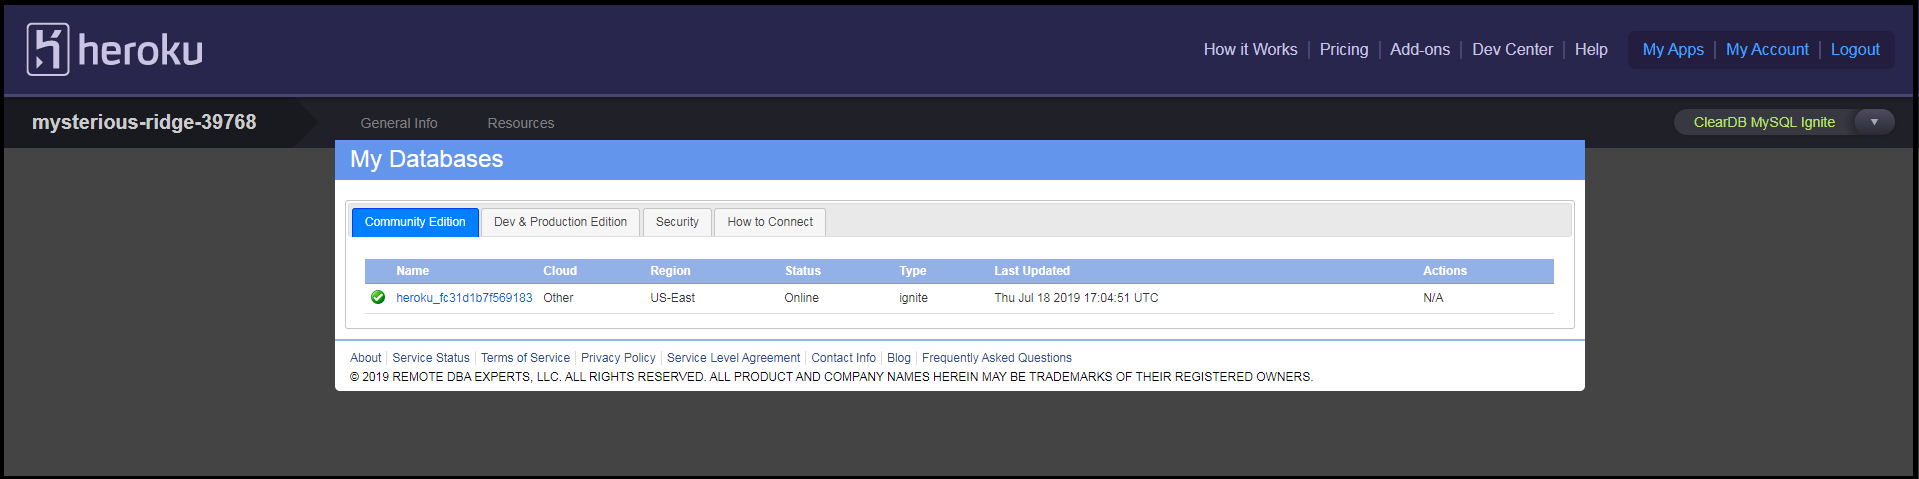 heroku
How it Works Pricing Add-ons Dev Center Help My Apps My Account Logout
mysterious-ridge-39768 General Info Resources ClearDB MySQL Ignite
My Databases
Community Edition Dev & Production Edition Security How to Connect
Name Cloud Region Status Type Last Updated Actions
heroku_fc31d1b7f569183 Other US-East Online ignite Thu Jul 18 2019 17:04:51 UTC N/A
About Service Status Terms of Service Privacy Policy Service Level Agreement Contact Info Blog Frequently Asked Questions
© 2019 REMOTE DBA EXPERTS, LLC. ALL RIGHTS RESERVED. ALL PRODUCT AND COMPANY NAMES HEREIN MAY BE TRADEMARKS OF THEIR REGISTERED OWNERS.